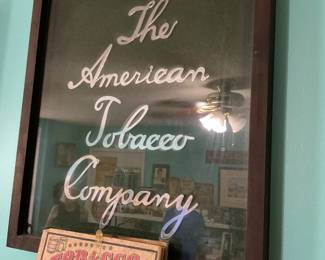 The
American
Tobacco
Company